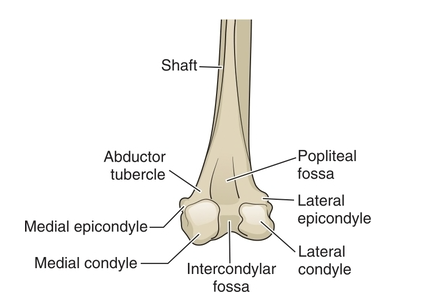 Shaft
Abductor
tubercle
Popliteal
fossa
Medial epicondyle
Lateral
epicondyle
Medial condyle
Intercondylar
fossa
Lateral
condyle